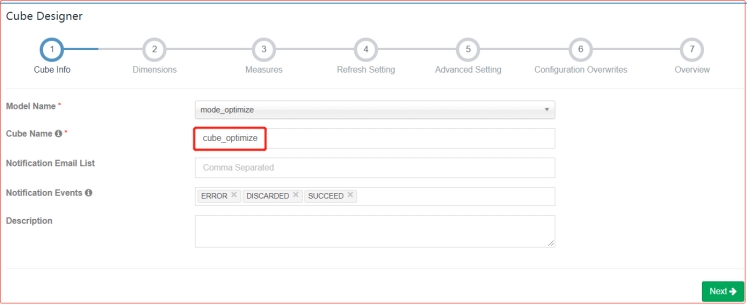 Cube Designer
1 2 3 4 5 6 7
Cube Info Dimensions Measures Refresh Setting Advanced Setting Configuration Overwrites Overview
Model Name * mode_optimize
Cube Name * cube_optimize
Notification Email List Comma Separated
Notification Events ERROR × DISCARDED × SUCCEED ×
Description
Next →